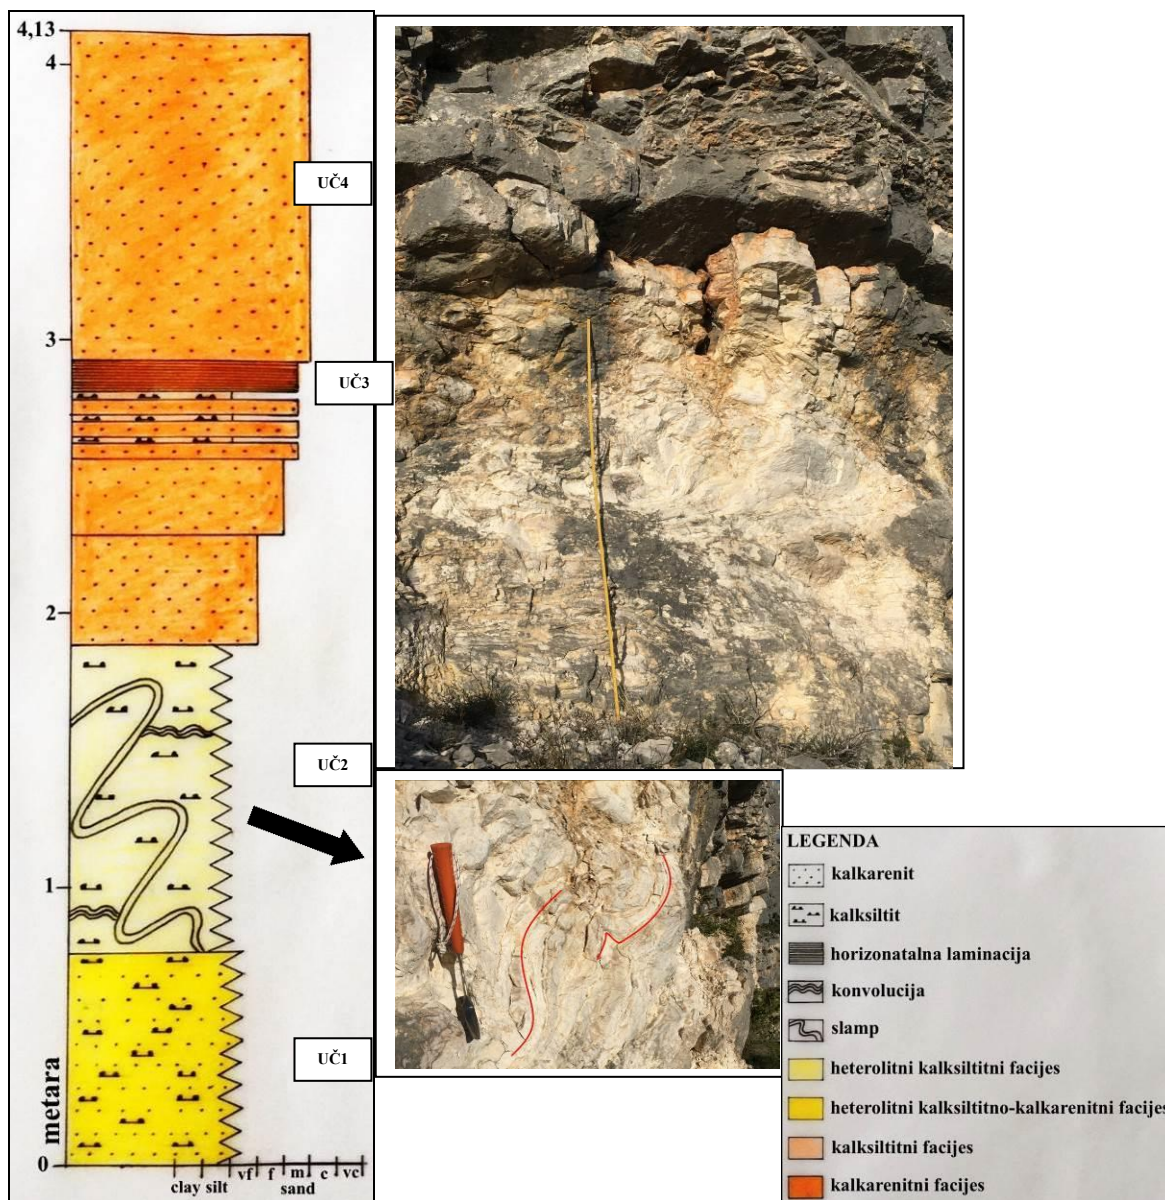 4,13
4
UČ4
3
UČ3
2
UČ2
1
UČ1
metara
0
clay silt vf f m c vc
sand
LEGENDA
kalkarenit
kalksiltit
horizonatalna laminacija
konvolucija
slamp
heterolitni kalksiltitni facijes
heterolitni kalksiltitno-kalkarenitni facijes
kalksiltitni facijes
kalkarenitni facijes